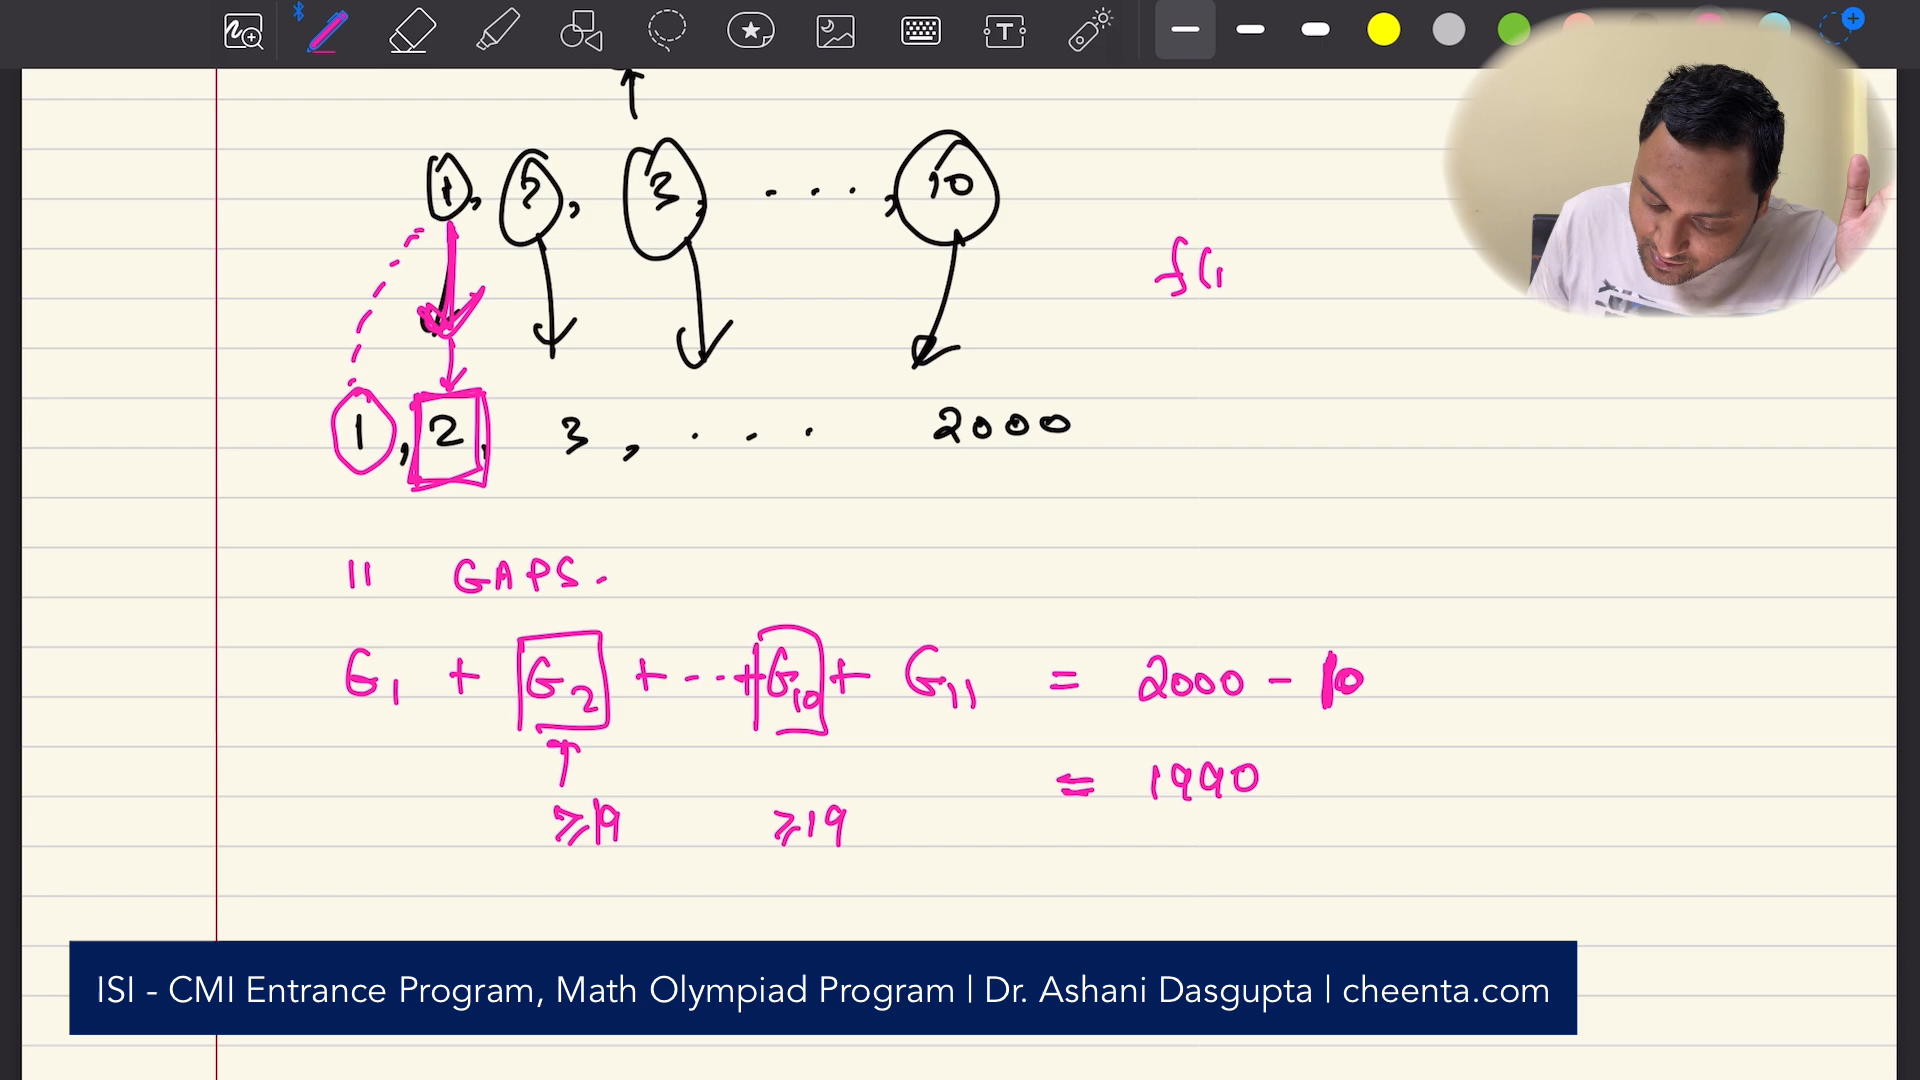 1, 2, 3, . . . , 10
f(1
1, 2, 3, . . . 2000
11 GAPS.
G₁ + G₂ + ... + G₁₀ + G₁₁ = 2000 - 10
≥19 ≥19 = 1990
ISI - CMI Entrance Program, Math Olympiad Program | Dr. Ashani Dasgupta | cheenta.com